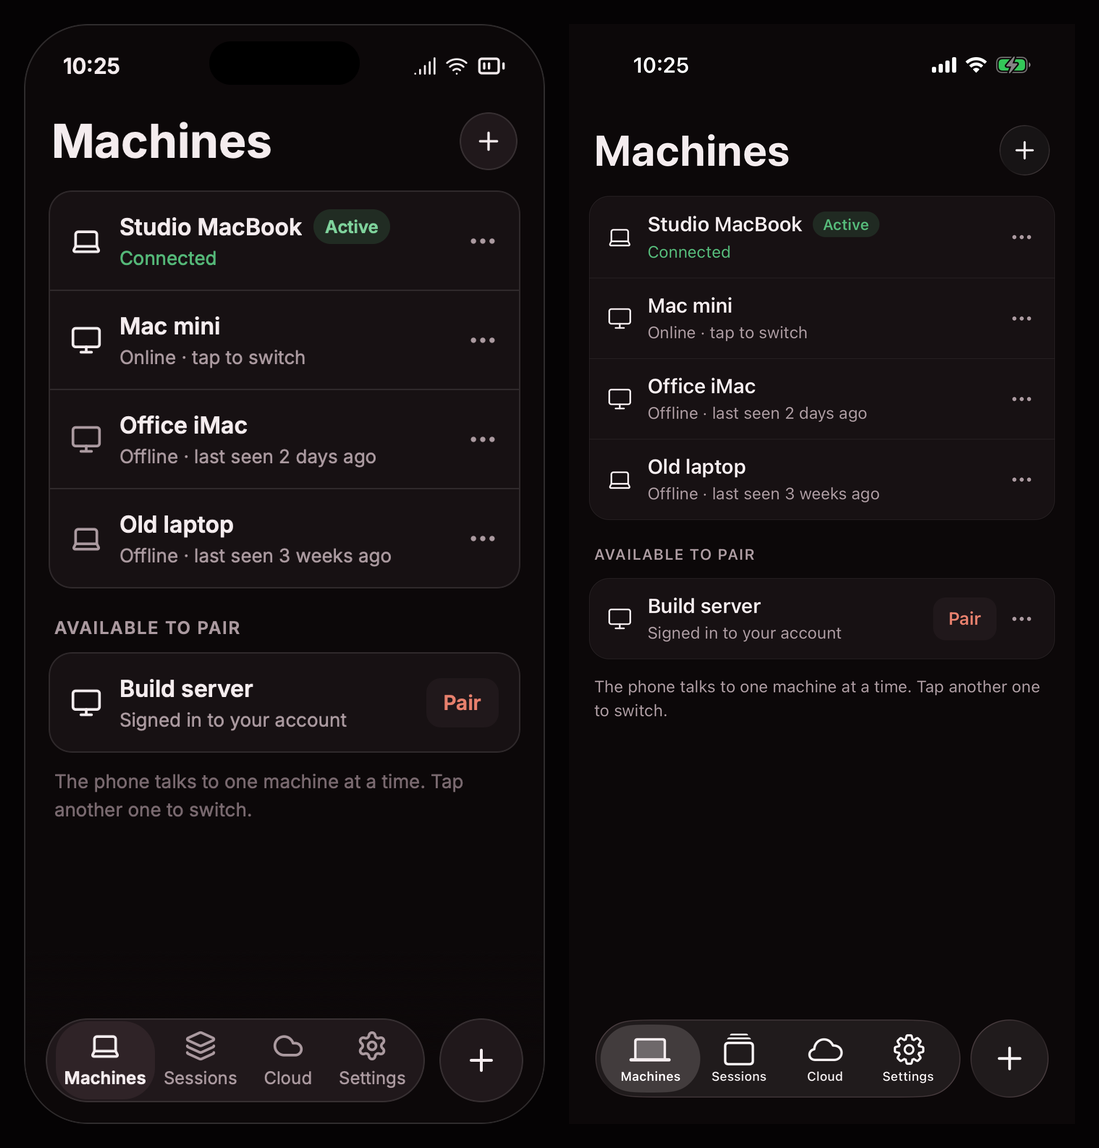 10:25
Machines
Studio MacBook Active
Connected
Mac mini
Online · tap to switch
Office iMac
Offline · last seen 2 days ago
Old laptop
Offline · last seen 3 weeks ago
AVAILABLE TO PAIR
Build server
Signed in to your account
Pair
The phone talks to one machine at a time. Tap
another one to switch.
Machines Sessions Cloud Settings
10:25
Machines
Studio MacBook Active
Connected
Mac mini
Online · tap to switch
Office iMac
Offline · last seen 2 days ago
Old laptop
Offline · last seen 3 weeks ago
AVAILABLE TO PAIR
Build server
Signed in to your account
Pair
The phone talks to one machine at a time. Tap another one
to switch.
Machines Sessions Cloud Settings